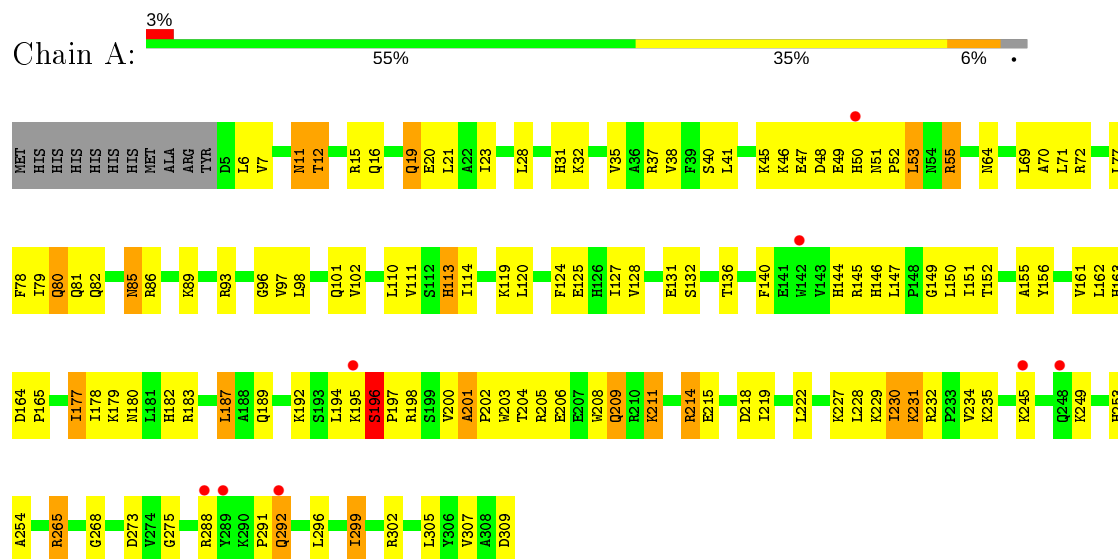 3%
Chain A:
55% 35% 6% •
MET HIS HIS HIS HIS HIS HIS MET ALA ARG TYR D5 L6 V7 N11 T12 R15 Q16 Q19 E20 L21 A22 I23 L28 H31 K32 V35 A36 R37 V38 F39 S40 L41 K45 K46 E47 D48 E49 H50 N51 P52 L53 N54 R55 N64 L69 A70 L71 R72 L77
F78 I79 Q80 Q81 Q82 N85 R86 K89 R93 G96 V97 L98 Q101 V102 L110 V111 S112 H113 I114 K119 L120 F124 E125 H126 I127 V128 E131 S132 T136 F140 E141 W142 V143 H144 R145 H146 L147 P148 G149 L150 I151 T152 A155 Y156 V161 L162 H163
D164 P165 I177 I178 K179 N180 L181 H182 R183 L187 A188 Q189 K192 S193 L194 K195 S196 P197 R198 S199 V200 A201 P202 W203 T204 R205 E206 E207 W208 Q209 R210 K211 R214 E215 D218 I219 L222 K227 L228 K229 I230 K231 R232 P233 V234 K235 K245 Q248 K249
A254 R265 G268 D273 V274 G275 R288 Y289 K290 P291 Q292 L296 I299 R302 L305 Y306 V307 A308 D309